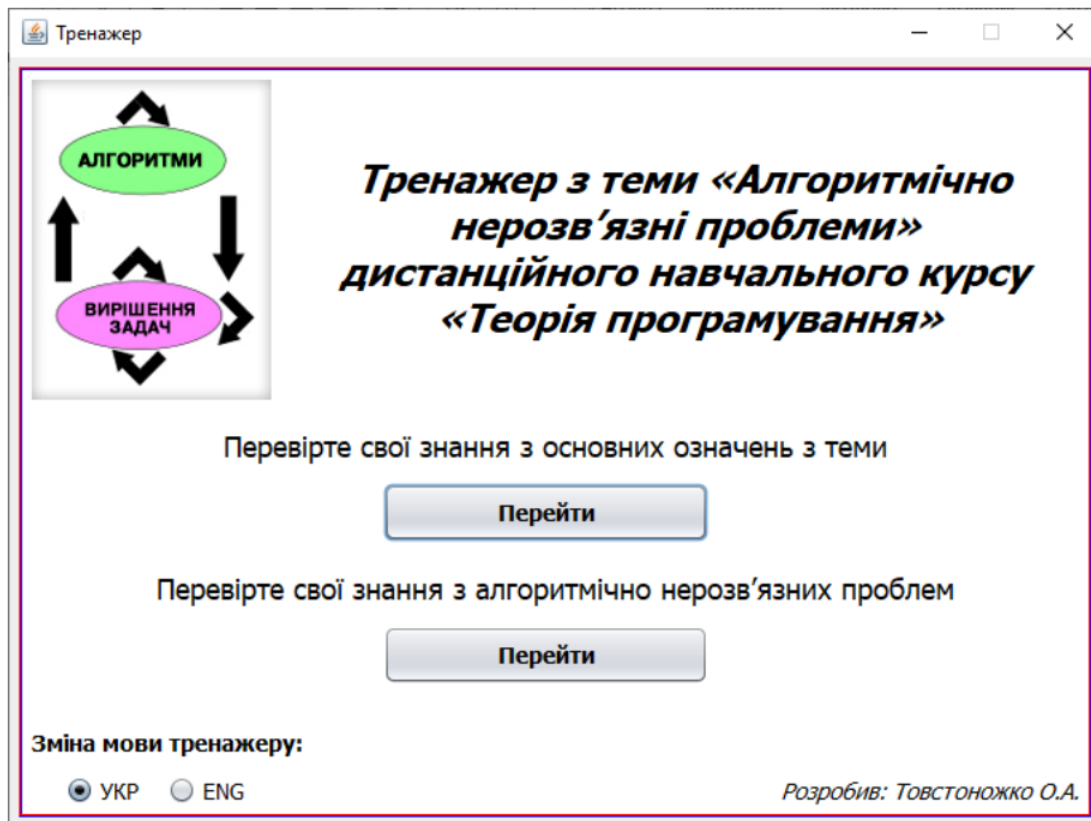 Тренажер
АЛГОРИТМИ
ВИРІШЕННЯ
ЗАДАЧ
Тренажер з теми «Алгоритмічно
нерозв’язні проблеми»
дистанційного навчального курсу
«Теорія програмування»
Перевірте свої знання з основних означень з теми
Перейти
Перевірте свої знання з алгоритмічно нерозв’язних проблем
Перейти
Зміна мови тренажеру:
УКР ENG
Розробив: Товстоножко О.А.